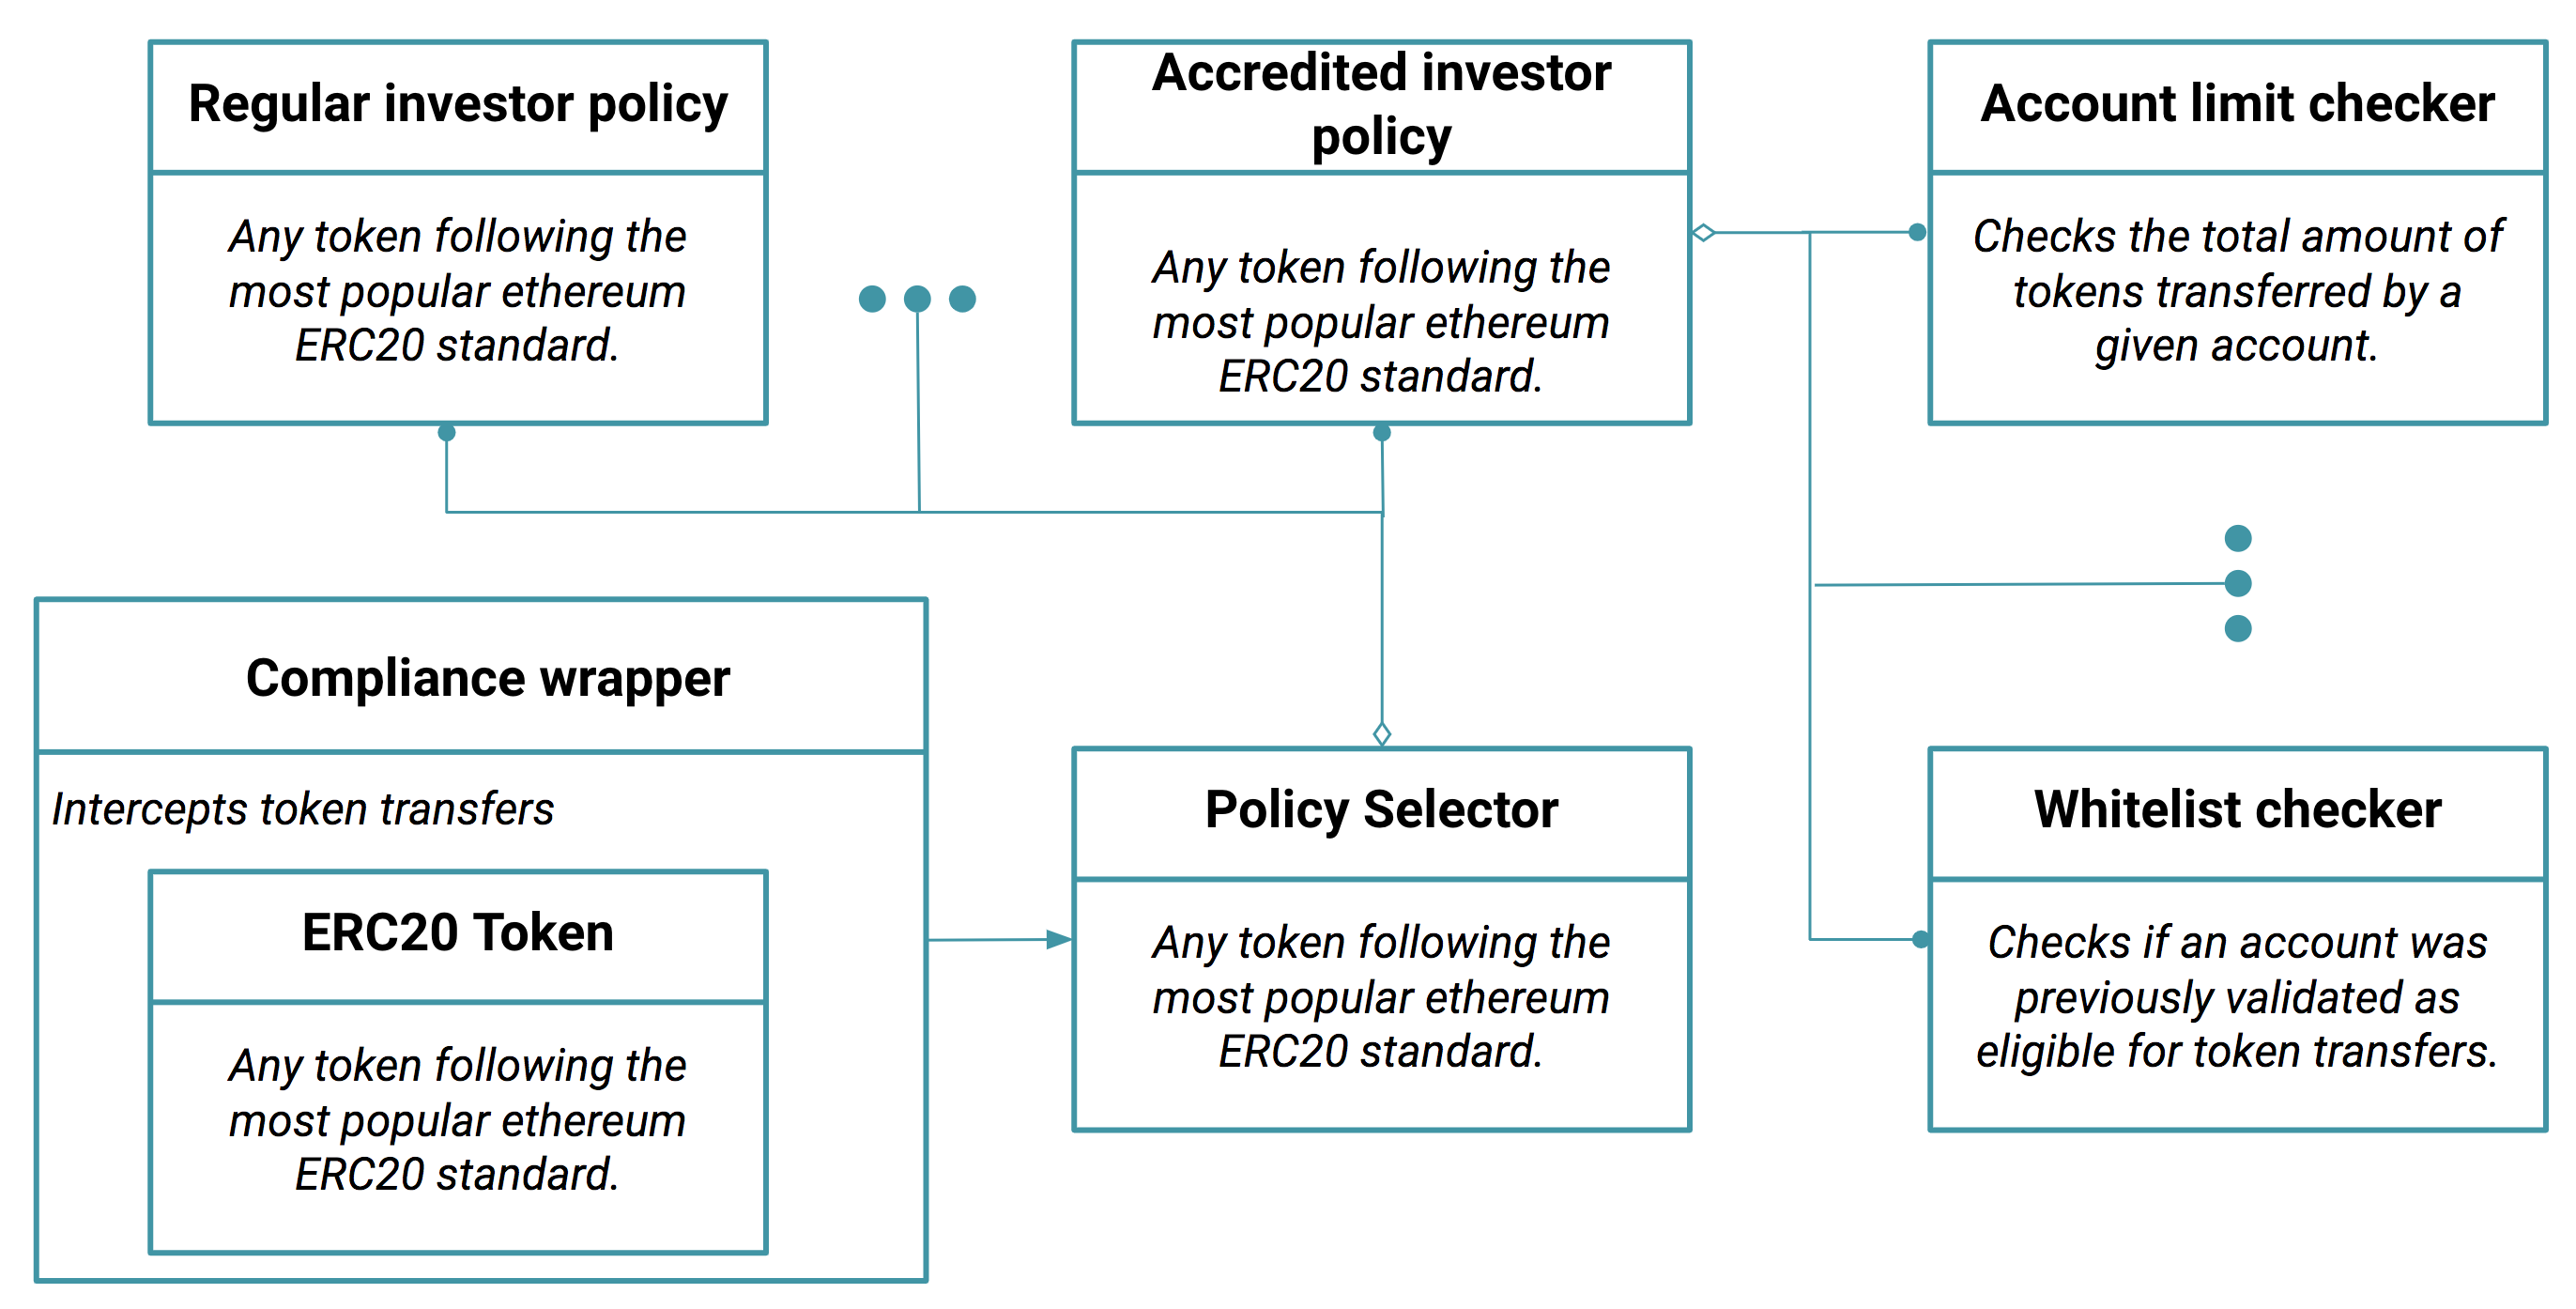 Regular investor policy
Any token following the
most popular ethereum
ERC20 standard.
Accredited investor
policy
Any token following the
most popular ethereum
ERC20 standard.
Account limit checker
Checks the total amount of
tokens transferred by a
given account.
Compliance wrapper
Intercepts token transfers
ERC20 Token
Any token following the
most popular ethereum
ERC20 standard.
Policy Selector
Any token following the
most popular ethereum
ERC20 standard.
Whitelist checker
Checks if an account was
previously validated as
eligible for token transfers.